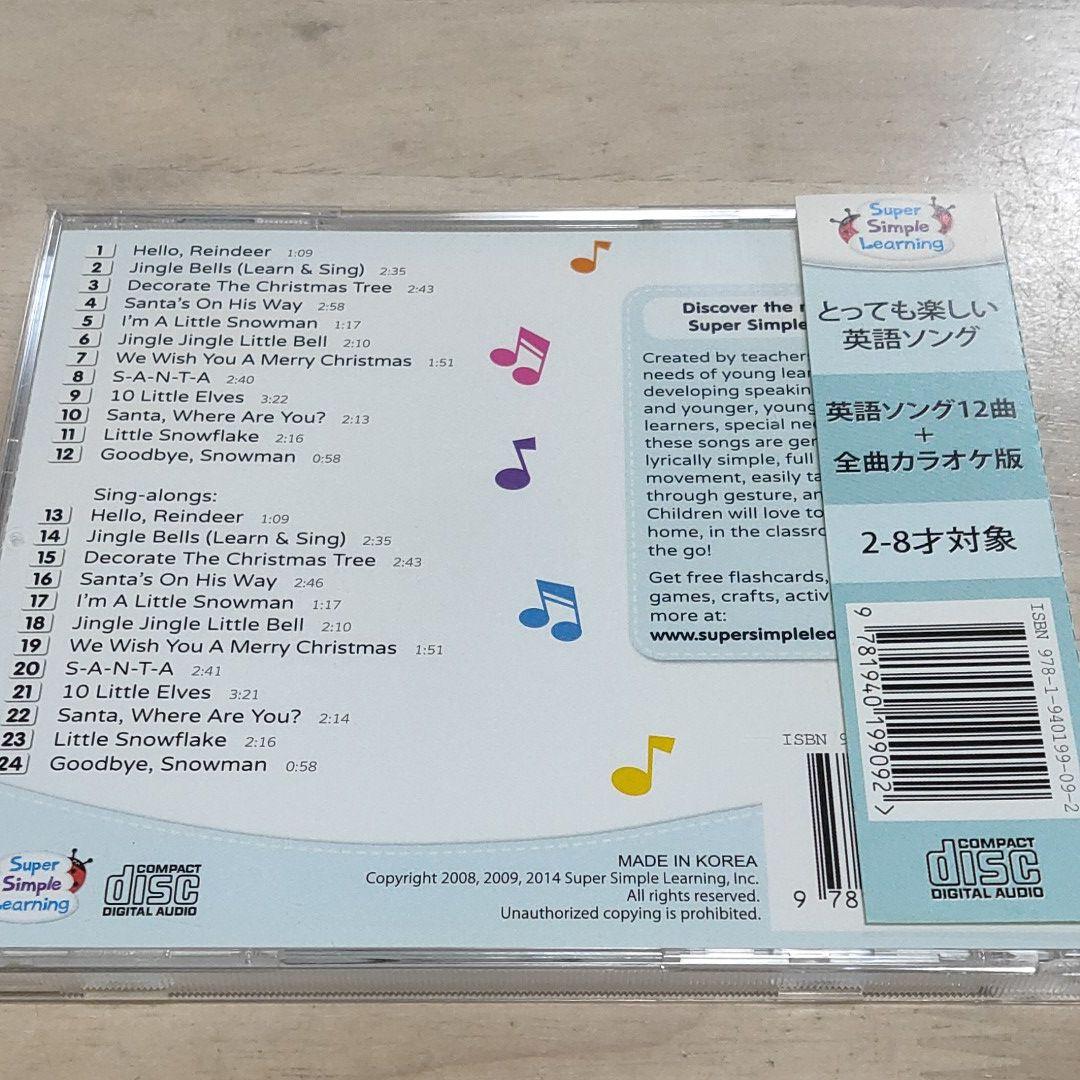 1 Hello, Reindeer 1:09
2 Jingle Bells (Learn & Sing) 2:35
3 Decorate The Christmas Tree 2:43
4 Santa's On His Way 2:58
5 I'm A Little Snowman 1:17
6 Jingle Jingle Little Bell 2:10
7 We Wish You A Merry Christmas 1:51
8 S-A-N-T-A 2:40
9 10 Little Elves 3:22
10 Santa, Where Are You? 2:13
11 Little Snowflake 2:16
12 Goodbye, Snowman 0:58
Sing-alongs:
13 Hello, Reindeer 1:09
14 Jingle Bells (Learn & Sing) 2:35
15 Decorate The Christmas Tree 2:43
16 Santa's On His Way 2:46
17 I'm A Little Snowman 1:17
18 Jingle Jingle Little Bell 2:10
19 We Wish You A Merry Christmas 1:51
20 S-A-N-T-A 2:41
21 10 Little Elves 3:21
22 Santa, Where Are You? 2:14
23 Little Snowflake 2:16
24 Goodbye, Snowman 0:58
Discover the
Super Simple
Created by
needs of young
developing
and younger,
learners, special
these songs are
lyrically simple, full
movement, easily
through gesture,
Children will love to
home, in the
the go!
Get free flashcards,
games, crafts,
more at:
ISBN 9
9 78
Super
Simple
Learning
COMPACT
disc
DIGITAL AUDIO
MADE IN KOREA
Copyright 2008, 2009, 2014 Super Simple Learning, Inc.
All rights reserved.
Unauthorized copying is prohibited.
Super
Simple
Learning
とっても楽しい
英語ソング
英語ソング12曲
+
全曲カラオケ版
2-8才対象
ISBN 978-1-940199-09-2
9 781940 199092 >
COMPACT
disc
DIGITAL AUDIO